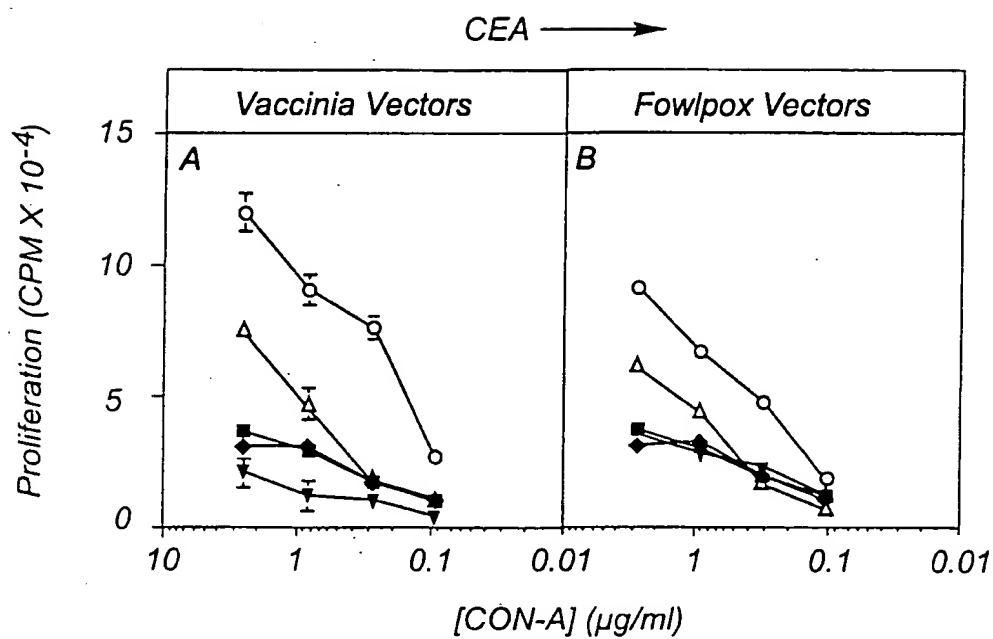 CEA
Vaccinia Vectors Fowlpox Vectors
A B
Proliferation (CPM X 10-4)
15
10
5
0
10 1 0.1 0.01 1 0.1 0.01
[CON-A] (µg/ml)